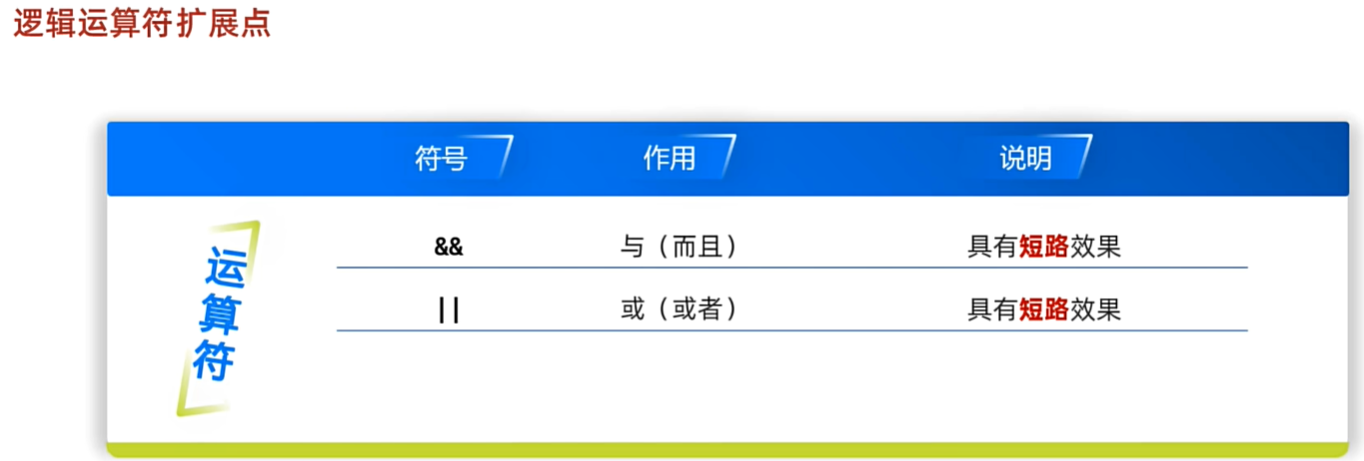 逻辑运算符扩展点
符号 作用 说明
运算符
&& 与（而且） 具有短路效果
|| 或（或者） 具有短路效果